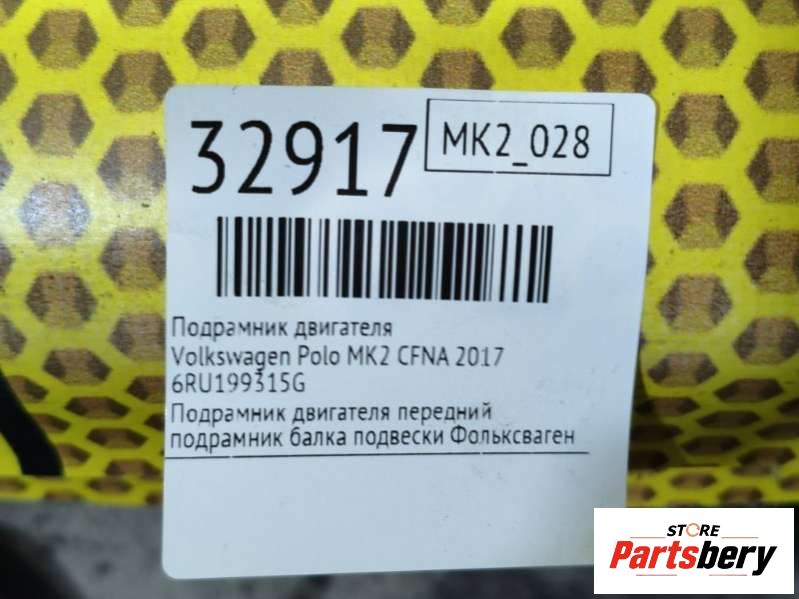 32917
MK2_028
Подрамник двигателя
Volkswagen Polo MK2 CFNA 2017
6RU199315G
Подрамник двигателя передний
подрамник балка подвески Фольксваген
STORE
Partsbery